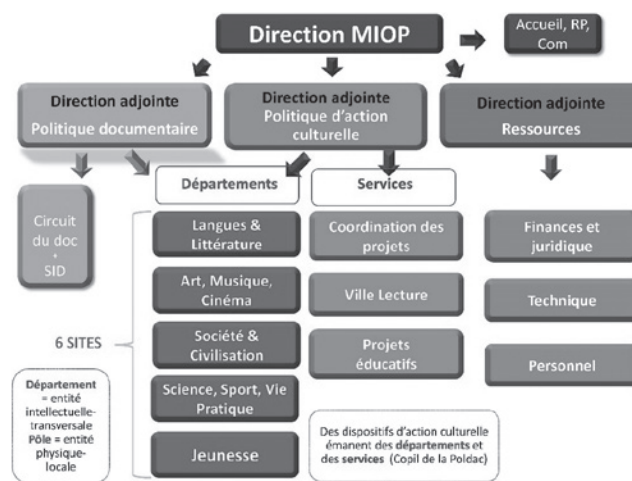 Direction MIOP
Accueil, RP,
Com
Direction adjointe
Politique documentaire
Direction adjointe
Politique d'action
culturelle
Direction adjointe
Ressources
Départements
Services
Circuit
du doc
+
SID
Langues &
Littérature
Coordination des
projets
Finances et
juridique
Art, Musique,
Cinéma
Ville Lecture
Technique
6 SITES
Société &
Civilisation
Projets
éducatifs
Personnel
Département
= entité
intellectuelle-
transversale
Pôle = entité
physique-
locale
Science, Sport, Vie
Pratique
Jeunesse
Des dispositifs d'action culturelle
émanent des départements et
des services (Copil de la Poldac)